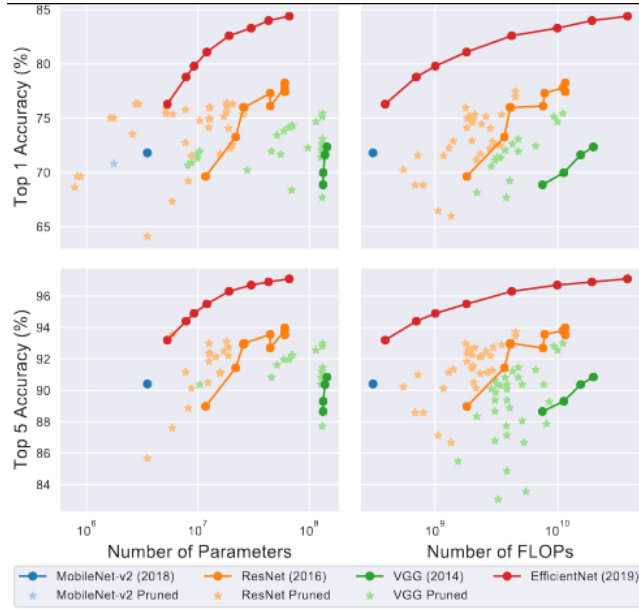 85
80
75
70
65
Top 1 Accuracy (%)
96
94
92
90
88
86
84
Top 5 Accuracy (%)
10^6
10^7
10^8
10^9
10^10
Number of Parameters
Number of FLOPs
MobileNet-v2 (2018)
ResNet (2016)
VGG (2014)
EfficientNet (2019)
MobileNet-v2 Pruned
ResNet Pruned
VGG Pruned